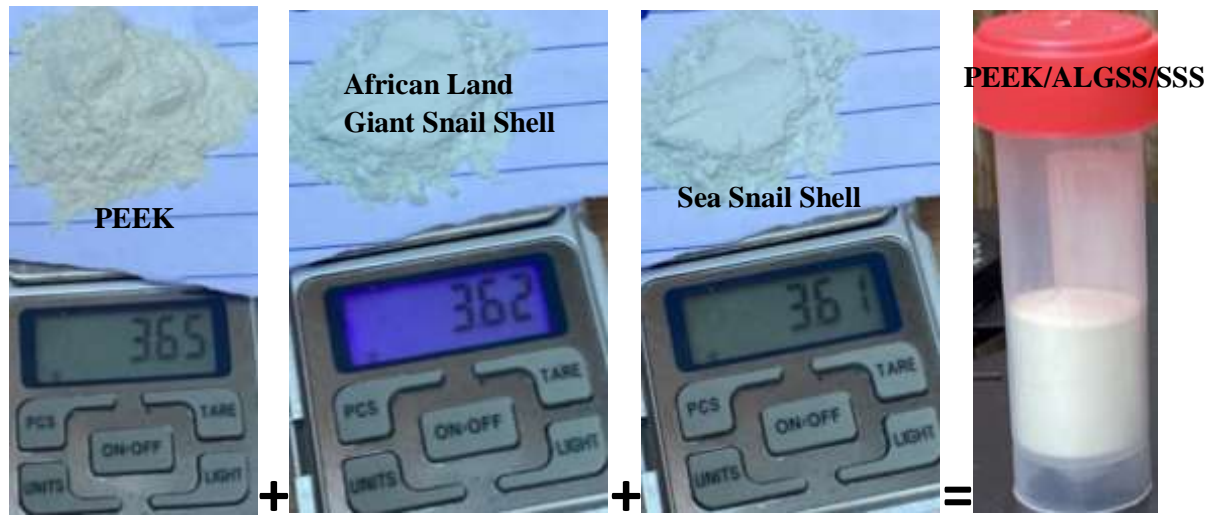 PEEK
365
PCS
TARE
ON•OFF
UNITS
LIGHT
+
African Land
Giant Snail Shell
362
PCS
TARE
ON•OFF
UNITS
LIGHT
+
Sea Snail Shell
361
PCS
TARE
ON•OFF
UNITS
LIGHT
=
PEEK/ALGSS/SSS